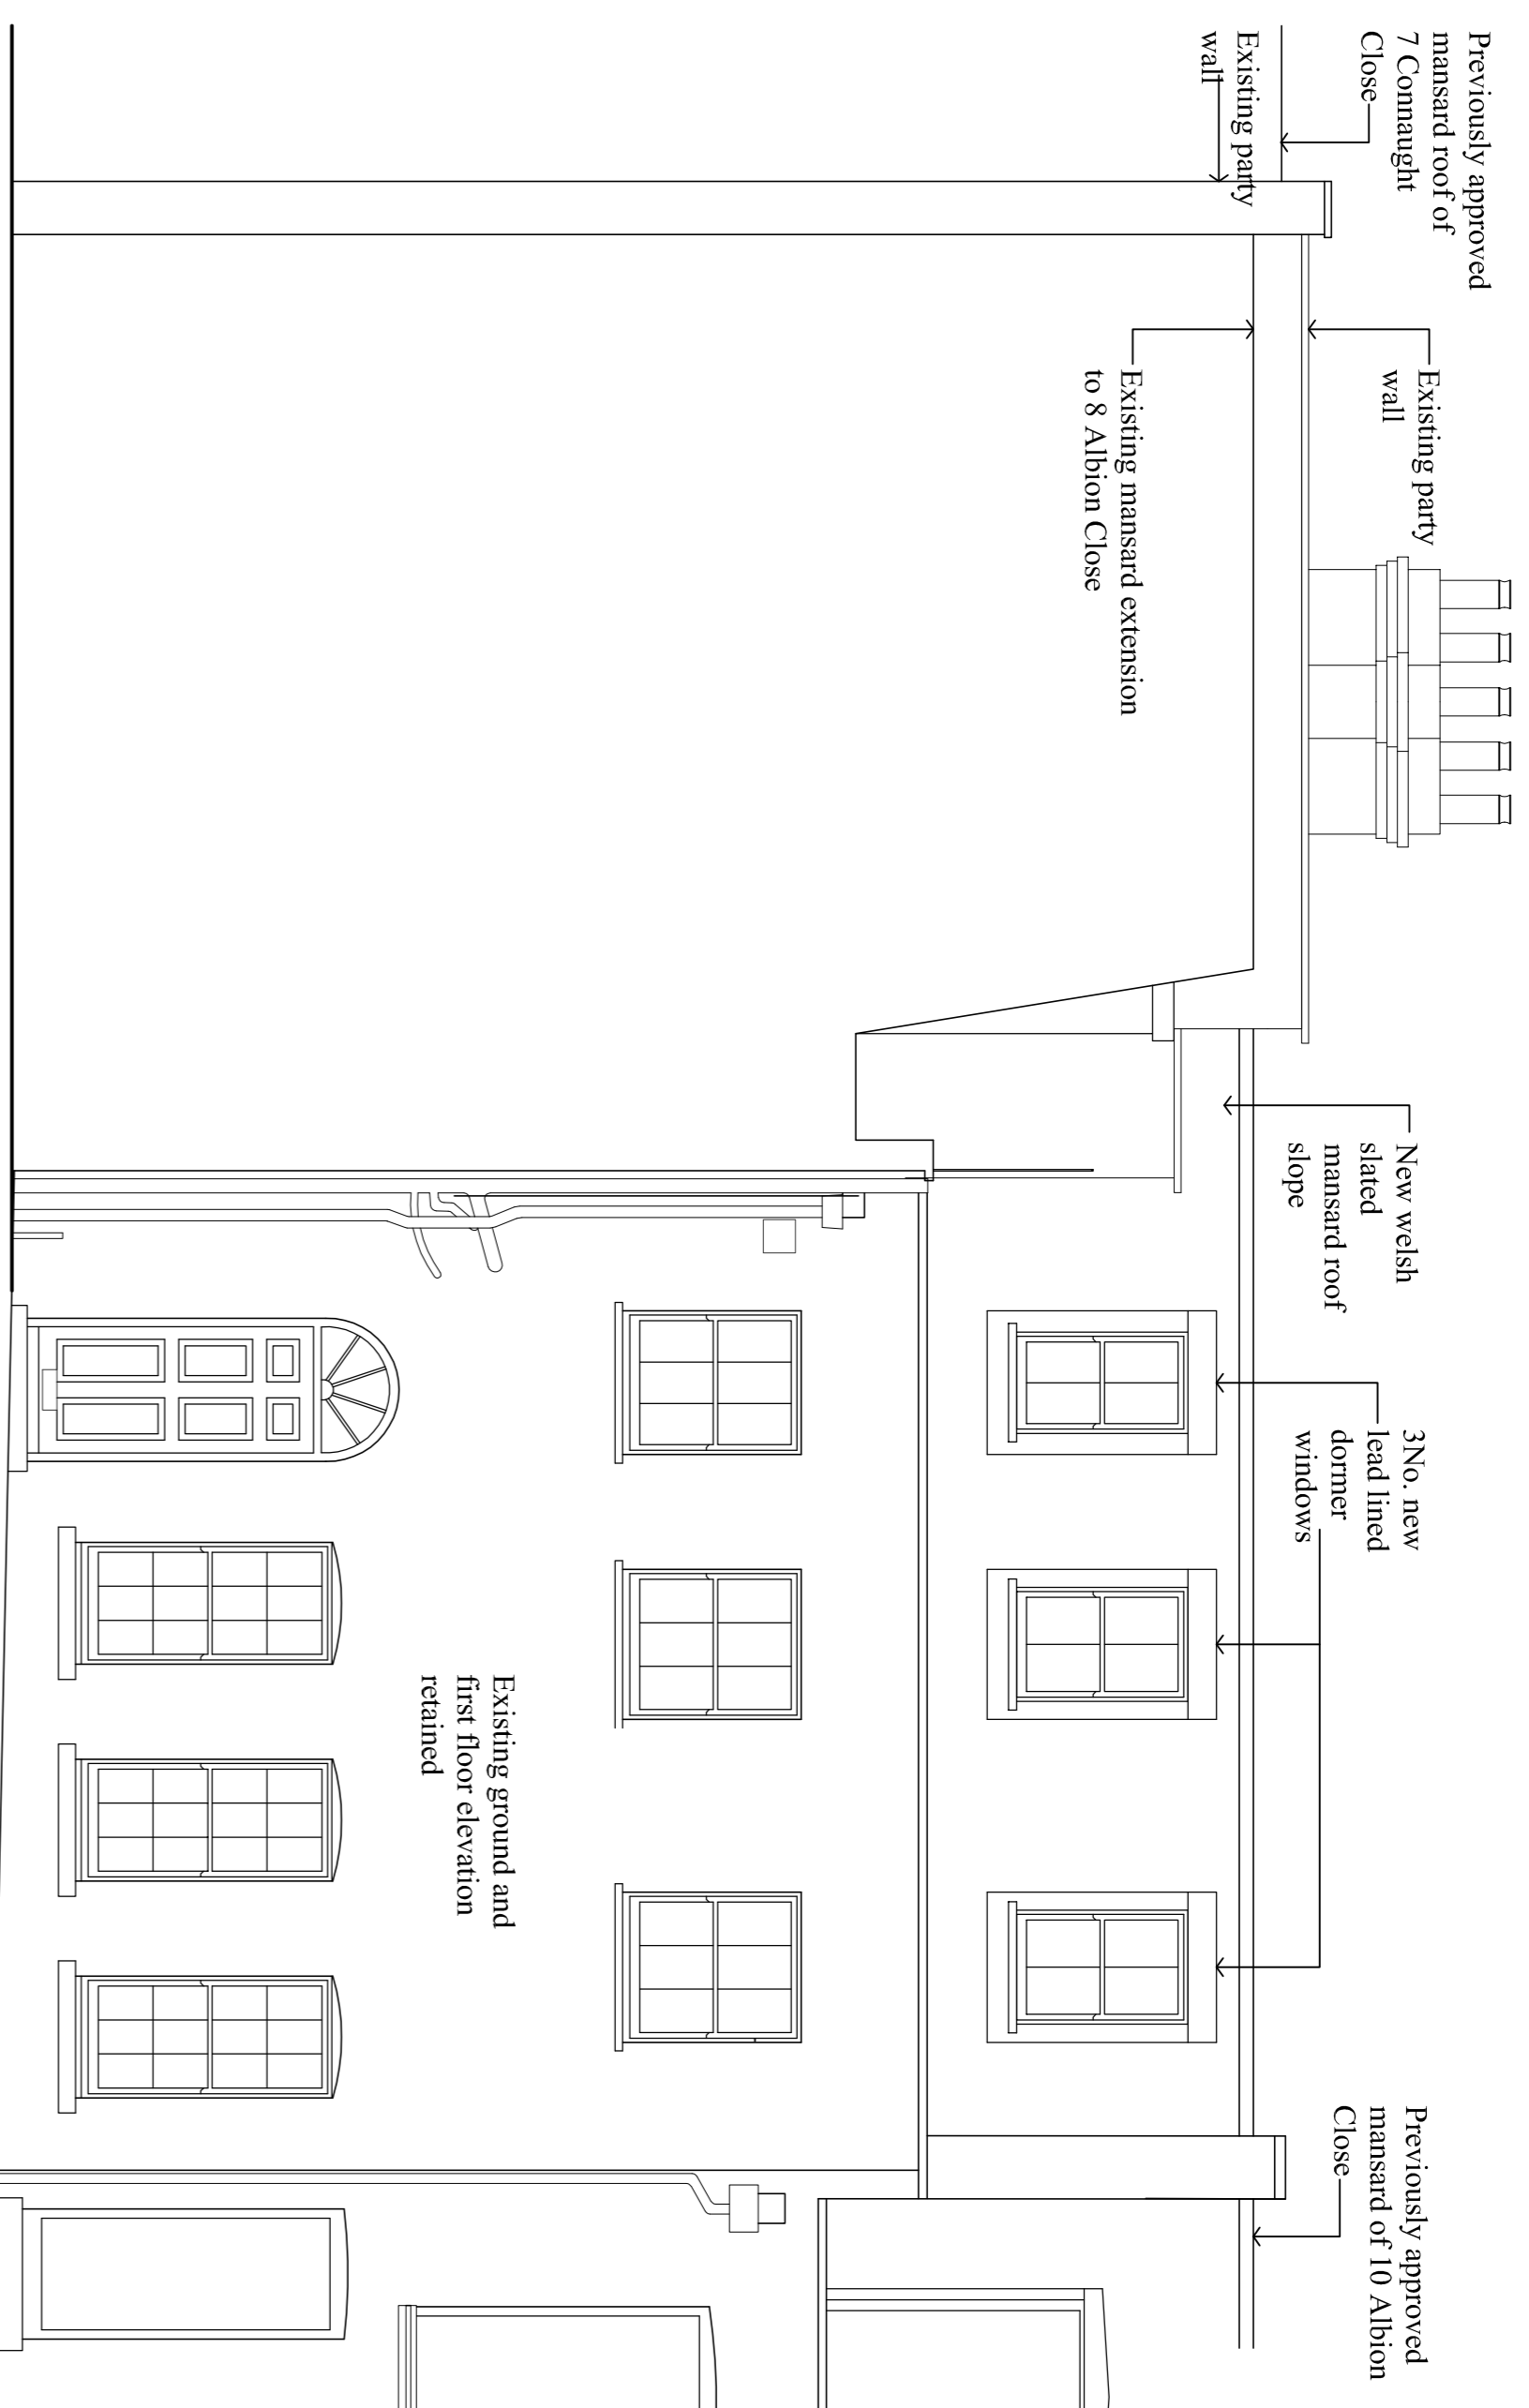 Previously approved
mansard roof of
7 Connaught
Close
Existing party
wall
Existing party
wall
Existing mansard extension
to 8 Albion Close
New welsh
slated
mansard roof
slope
3No. new
lead lined
dormer
windows
Existing ground and
first floor elevation
retained
Previously approved
mansard of 10 Albion
Close